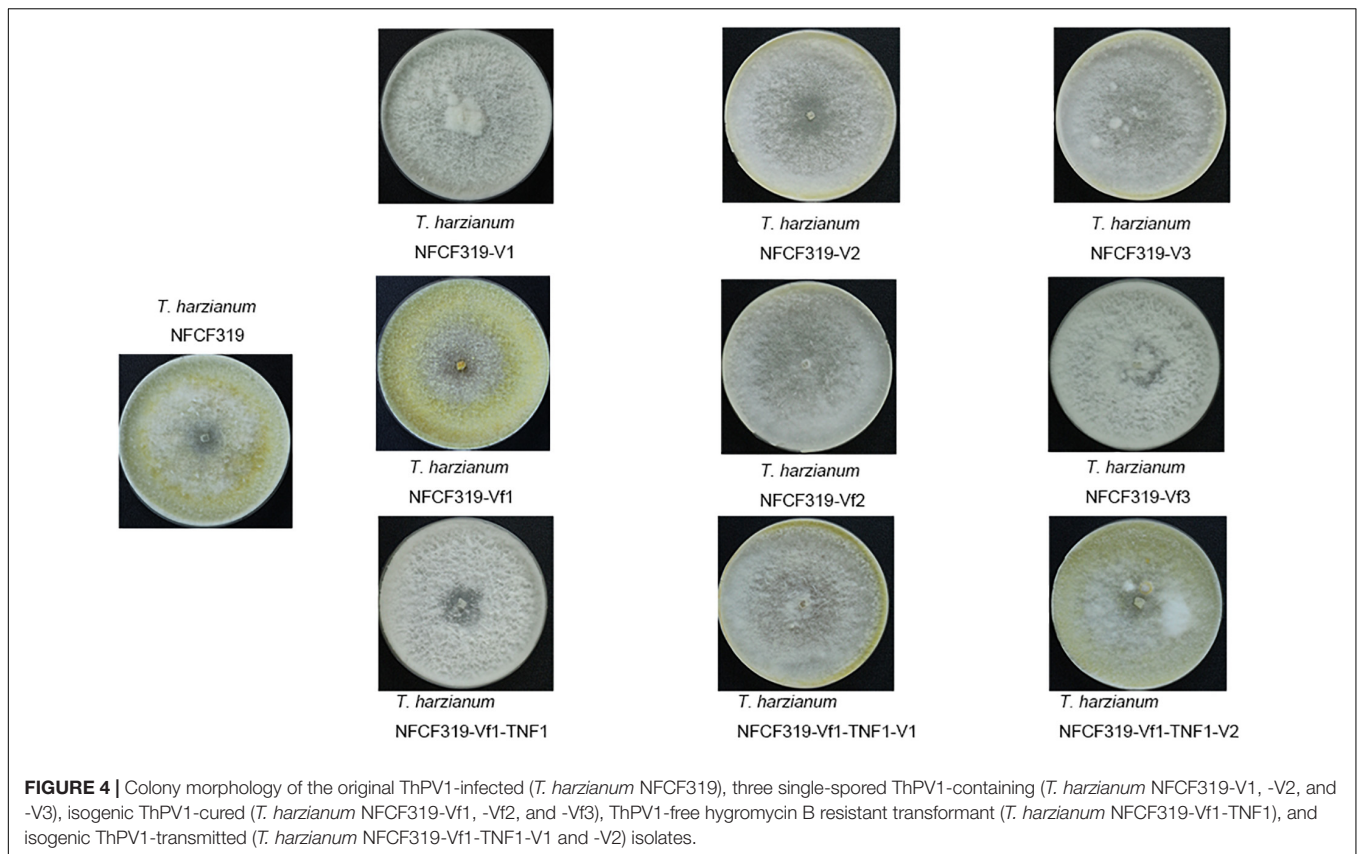 T. harzianum
NFCF319-V1
T. harzianum
NFCF319-V2
T. harzianum
NFCF319-V3
T. harzianum
NFCF319
T. harzianum
NFCF319-Vf1
T. harzianum
NFCF319-Vf2
T. harzianum
NFCF319-Vf3
T. harzianum
NFCF319-Vf1-TNF1
T. harzianum
NFCF319-Vf1-TNF1-V1
T. harzianum
NFCF319-Vf1-TNF1-V2
FIGURE 4 | Colony morphology of the original ThPV1-infected (T. harzianum NFCF319), three single-spored ThPV1-containing (T. harzianum NFCF319-V1, -V2, and
-V3), isogenic ThPV1-cured (T. harzianum NFCF319-Vf1, -Vf2, and -Vf3), ThPV1-free hygromycin B resistant transformant (T. harzianum NFCF319-Vf1-TNF1), and
isogenic ThPV1-transmitted (T. harzianum NFCF319-Vf1-TNF1-V1 and -V2) isolates.